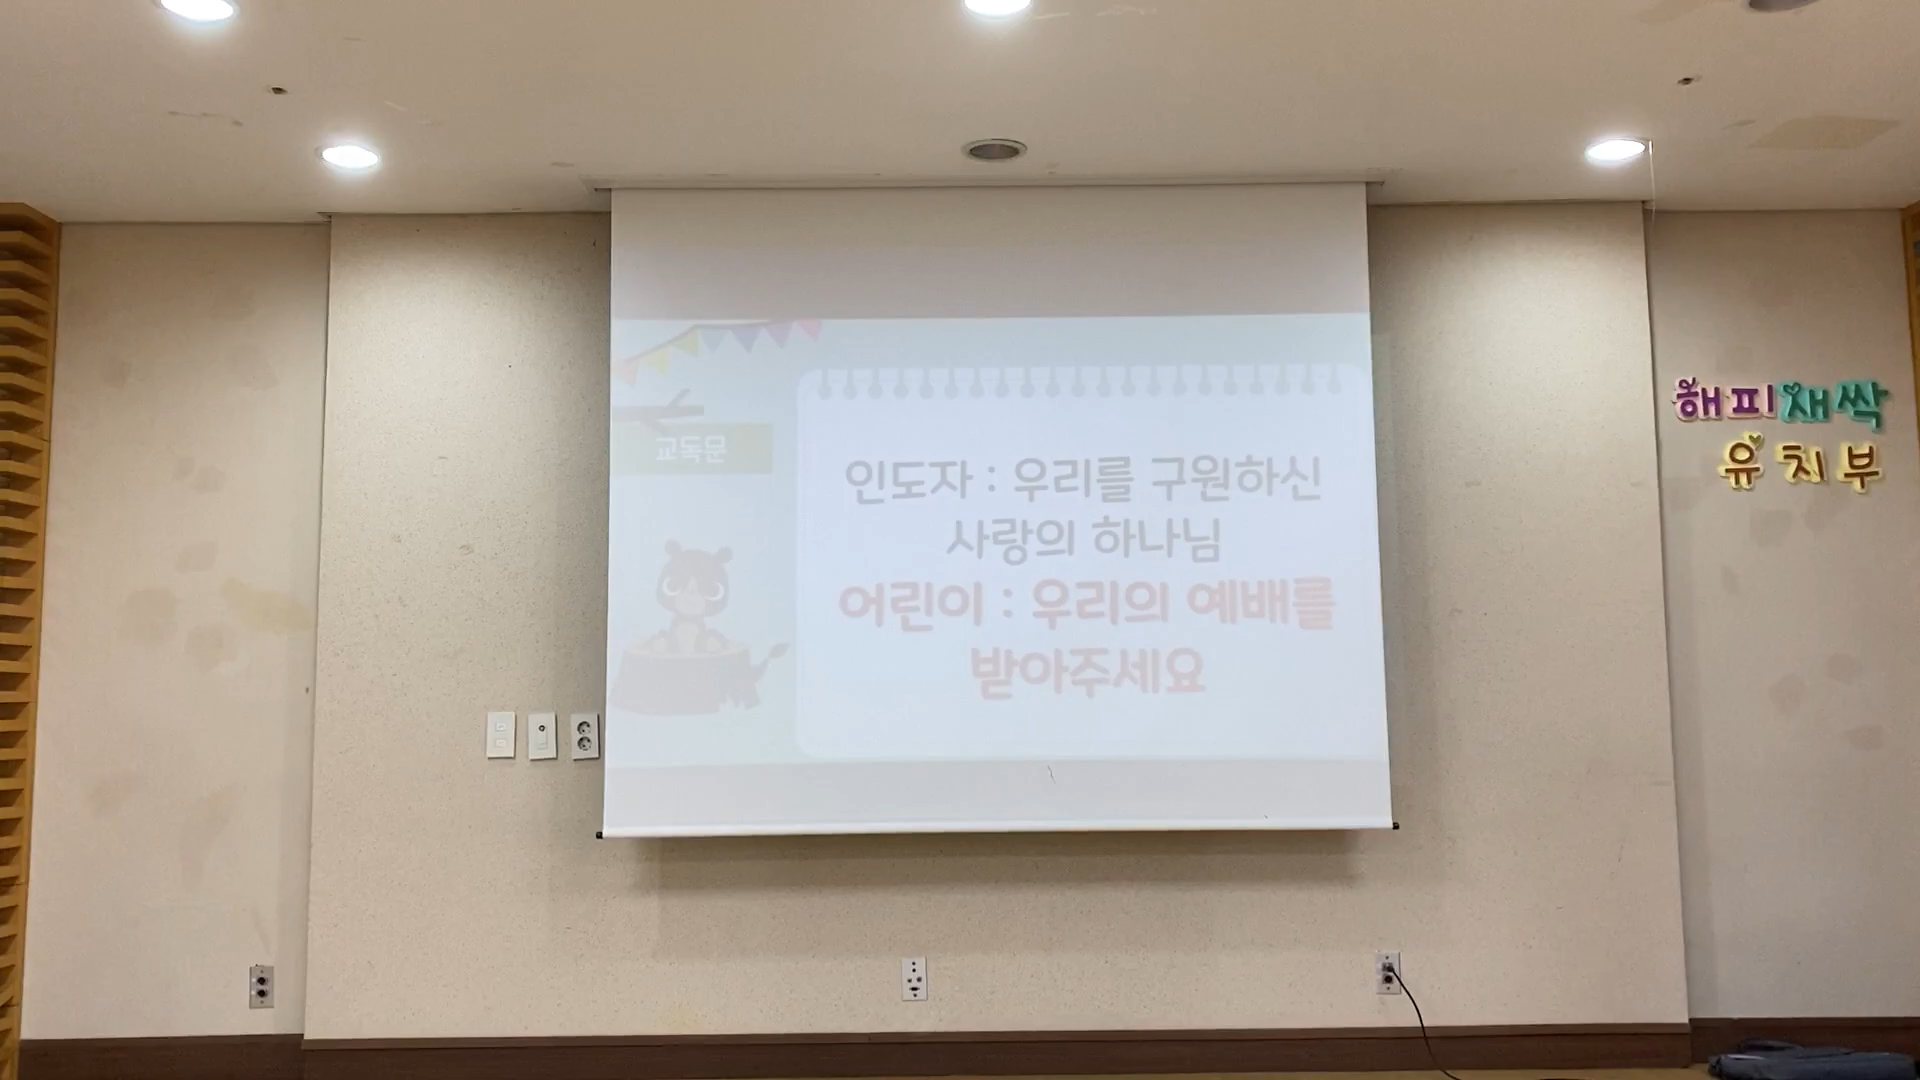 교독문
인도자 : 우리를 구원하신
사랑의 하나님
어린이 : 우리의 예배를
받아주세요
해피새싹
유치부